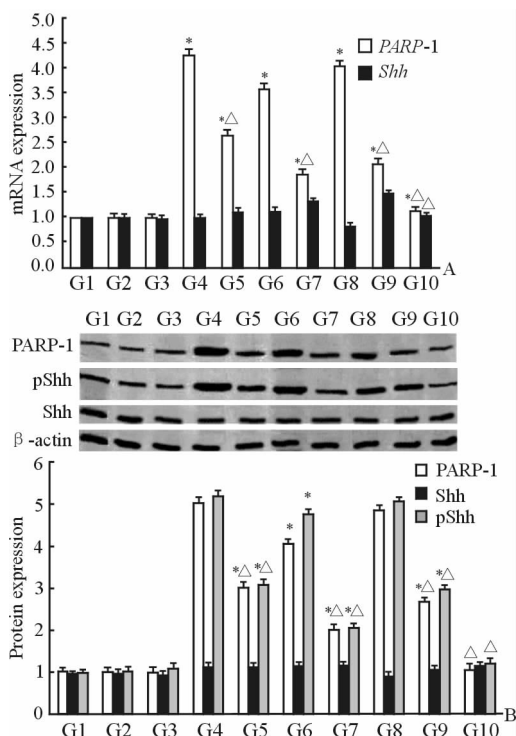 mRNA expression
5.0
4.5
4.0
3.5
3.0
2.5
2.0
1.5
1.0
0.5
0.0
PARP-1
Shh
*
*△
*
*△
*
*△
*△
△
G1 G2 G3 G4 G5 G6 G7 G8 G9 G10
A
G1 G2 G3 G4 G5 G6 G7 G8 G9 G10
PARP-1
pShh
Shh
β-actin
Protein expression
6
5
4
3
2
1
0
PARP-1
Shh
pShh
*△ *△
* *
*△ *△
*△ *△
△ △
G1 G2 G3 G4 G5 G6 G7 G8 G9 G10
B